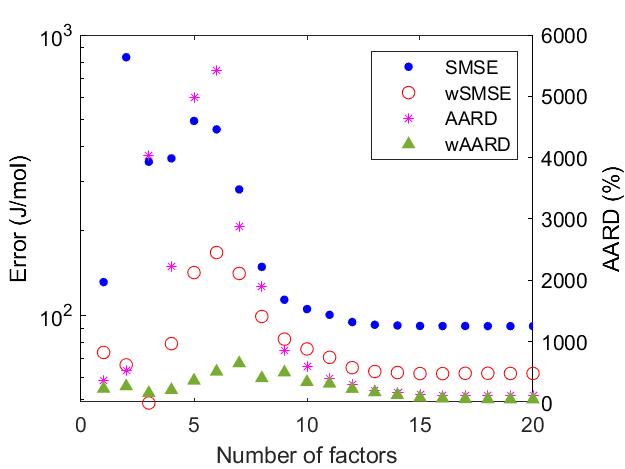 10³
10²
Error (J/mol)
6000
5000
4000
3000
2000
1000
0
AARD (%)
SMSE
wSMSE
AARD
wAARD
0 5 10 15 20
Number of factors